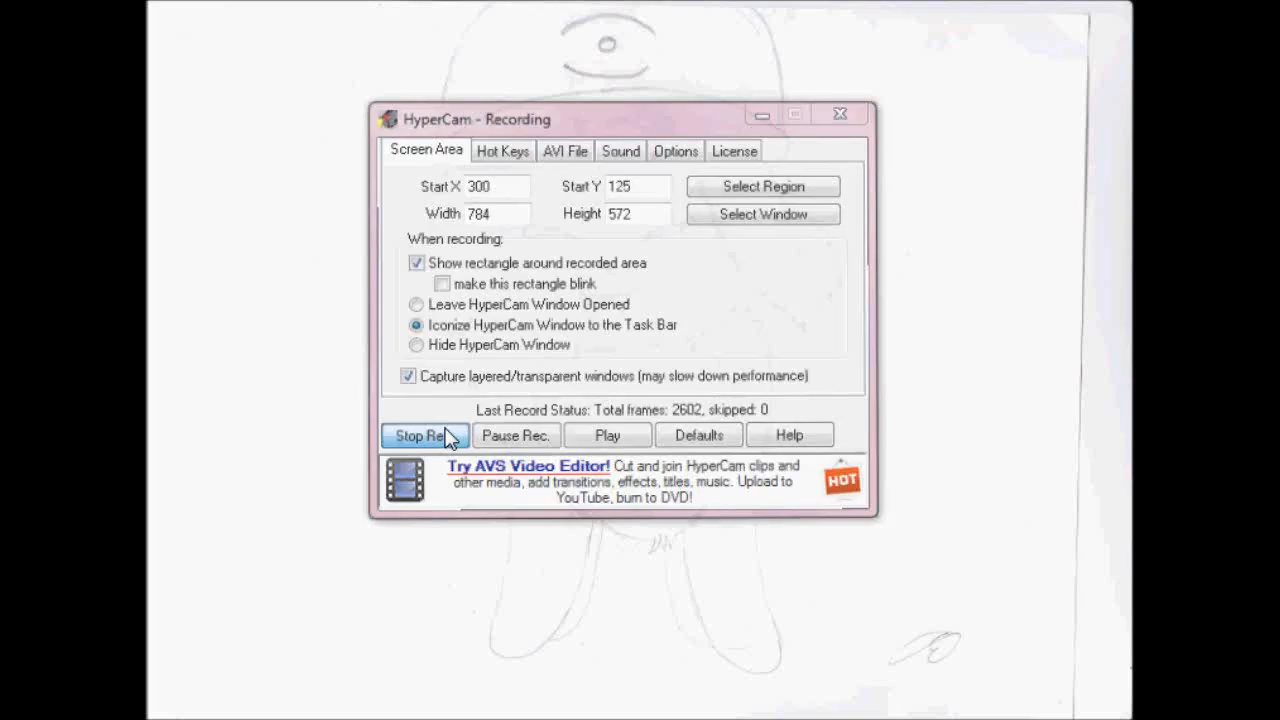 HyperCam - Recording
Screen Area Hot Keys AVI File Sound Options License
Start X 300 Start Y 125 Select Region
Width 784 Height 572 Select Window
When recording:
Show rectangle around recorded area
make this rectangle blink
Leave HyperCam Window Opened
Iconize HyperCam Window to the Task Bar
Hide HyperCam Window
Capture layered/transparent windows (may slow down performance)
Last Record Status: Total frames: 2602, skipped: 0
Stop Re Pause Rec. Play Defaults Help
Try AVS Video Editor! Cut and join HyperCam clips and
other media, add transitions, effects, titles, music. Upload to
YouTube, burn to DVD!
HOT